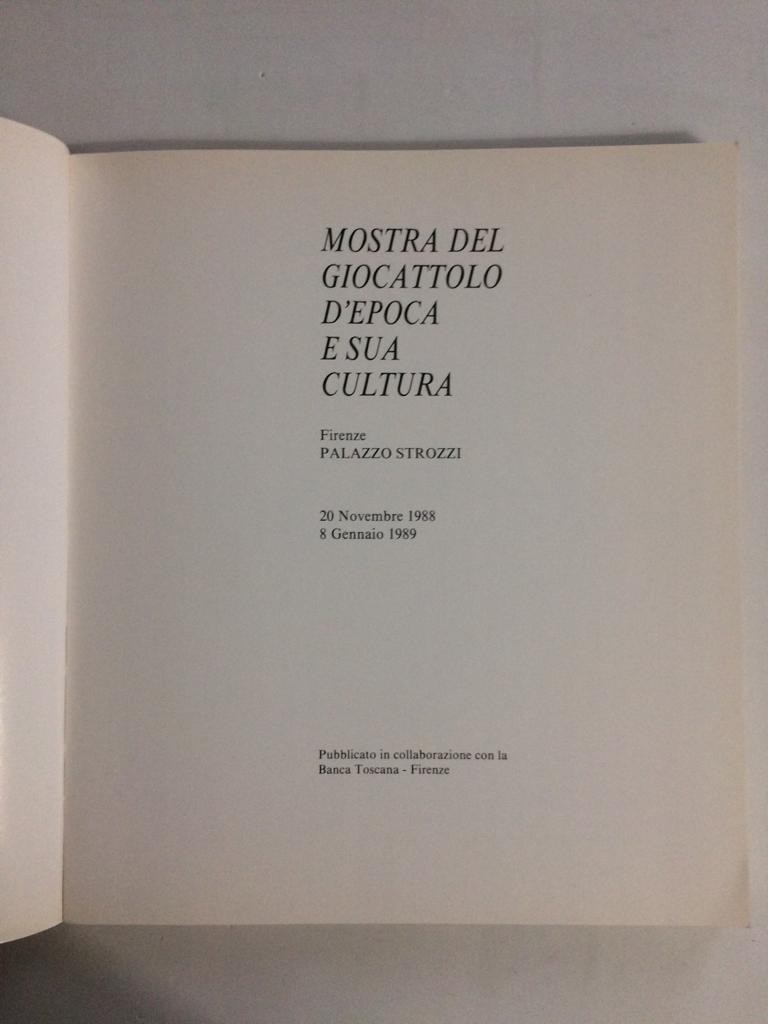 MOSTRA DEL
GIOCATTOLO
D'EPOCA
E SUA
CULTURA
Firenze
PALAZZO STROZZI
20 Novembre 1988
8 Gennaio 1989
Pubblicato in collaborazione con la
Banca Toscana - Firenze